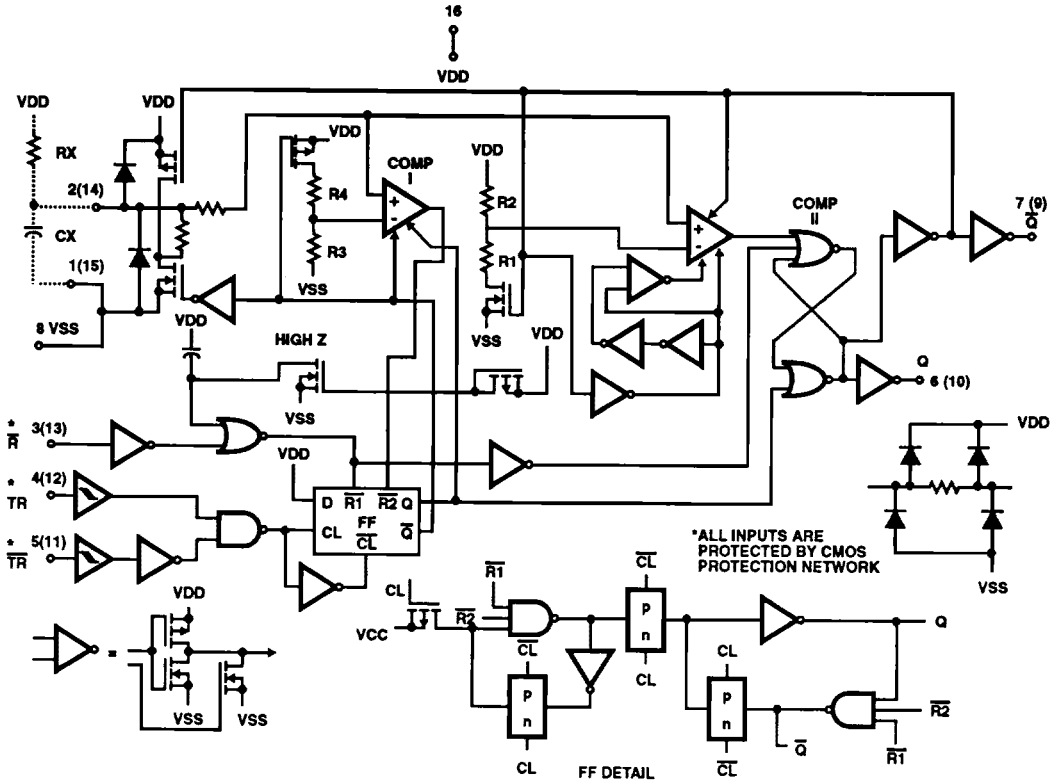 16
VDD
VDD
VDD
RX
2(14)
CX
1(15)
8 VSS
VDD
R4
R3
VSS
COMP
I
+
-
VDD
R2
R1
VSS
+
-
COMP
II
7 (9)
Q̅
Q
6 (10)
VDD
HIGH Z
VSS
VDD
*
R̅
3(13)
*
TR
4(12)
*
T̅R̅
5(11)
VDD
D
R̅1̅
R̅2̅
Q
CL
FF
Q̅
C̅L̅
VDD
VSS
*ALL INPUTS ARE
PROTECTED BY CMOS
PROTECTION NETWORK
=
VDD
VSS
VSS
CL
VCC
R̅1̅
R̅2̅
C̅L̅
p
n
CL
C̅L̅
p
n
CL
Q
CL
p
n
C̅L̅
Q̅
R̅2̅
R̅1̅
FF DETAIL